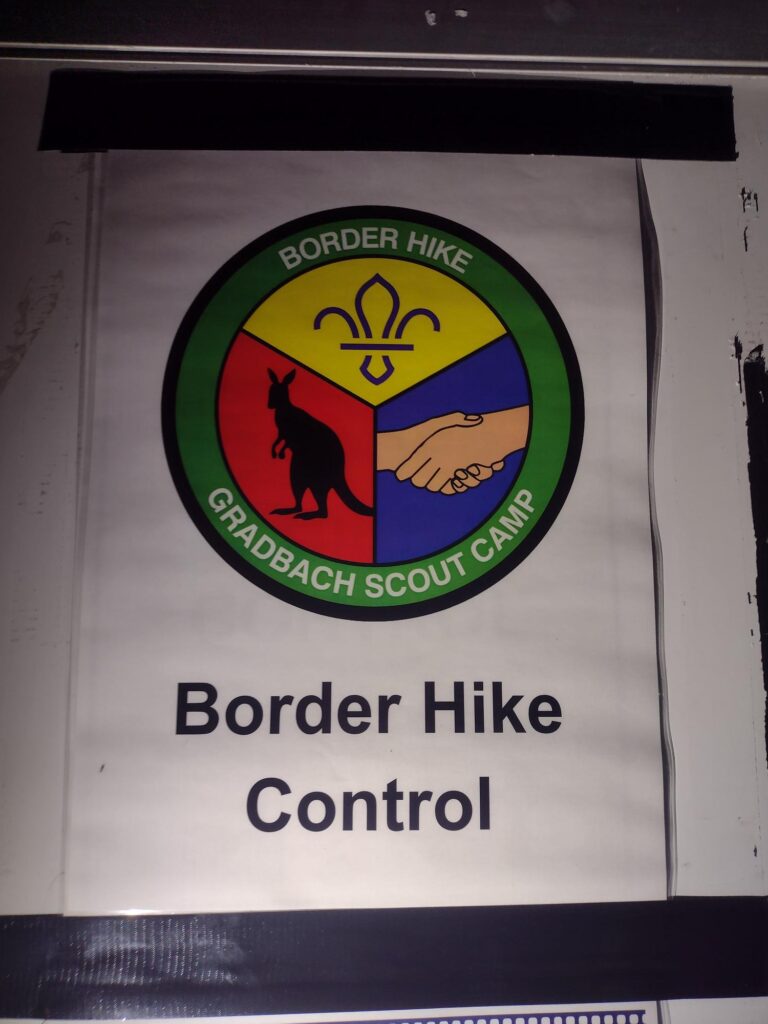 BORDER HIKE
GRADBACH SCOUT CAMP
Border Hike
Control